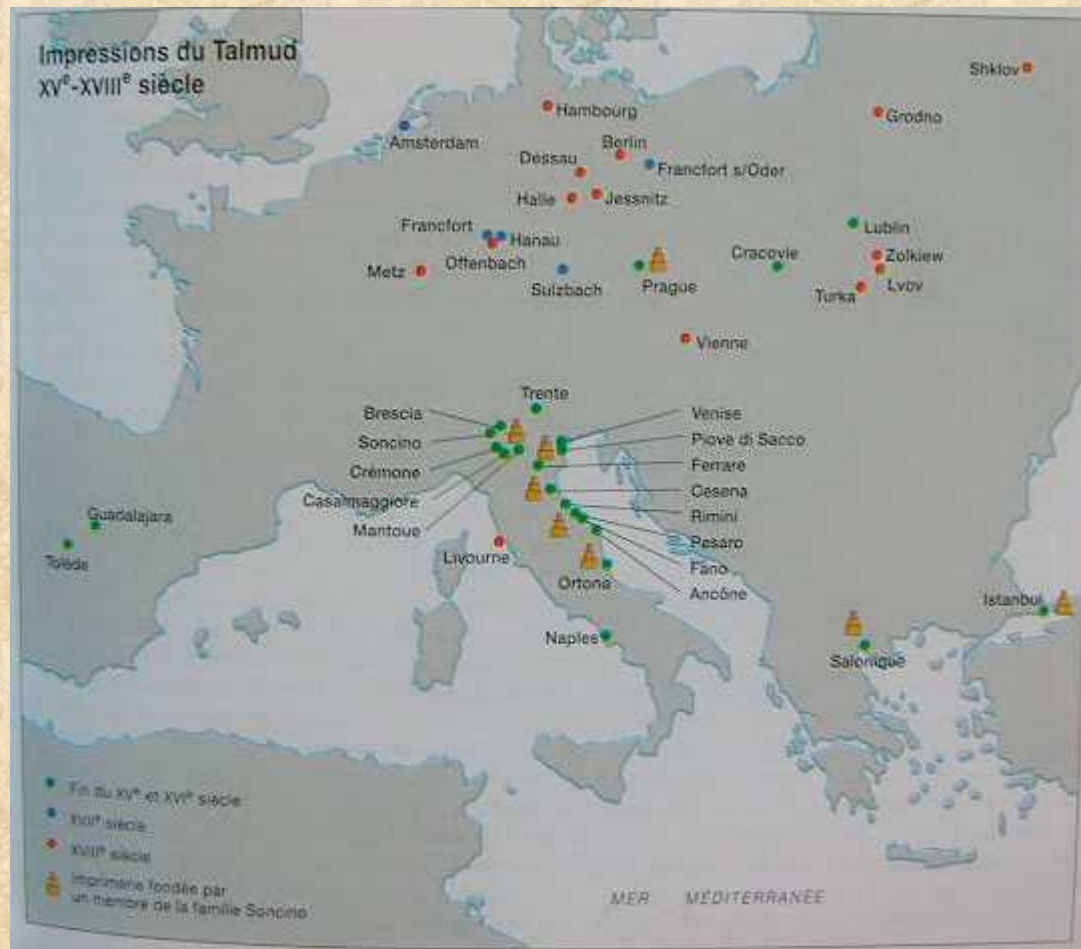 Impressions du Talmud
XVe-XVIIIe siècle
Shklov
Hambourg
Grodno
Amsterdam
Berlin
Dessau
Francfort s/Oder
Halle
Jessnitz
Francfort
Hanau
Lublin
Offenbach
Cracovie
Zolkiew
Metz
Sulzbach
Prague
Lvov
Turka
Vienne
Trente
Brescia
Venise
Soncino
Piove di Sacco
Crémone
Ferrare
Casalmaggiore
Cesena
Mantoue
Rimini
Guadalajara
Pesaro
Tolède
Livourne
Fano
Ortona
Ancône
Istanbul
Naples
Salonique
Fin du XVe et XVIe siècle
XVIIe siècle
XVIIIe siècle
Imprimerie fondée par
un membre de la famille Soncino
MER MÉDITERRANÉE